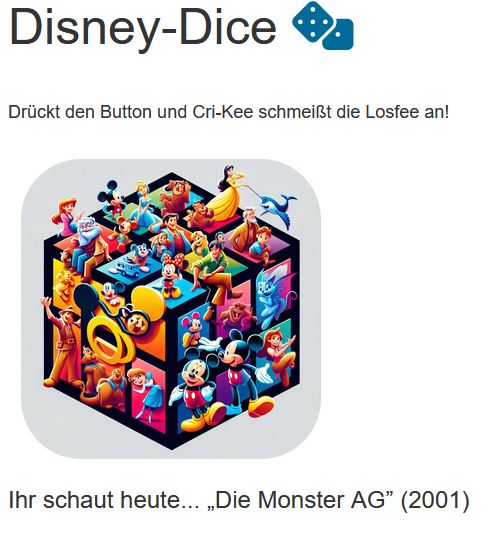 Disney-Dice
Drückt den Button und Cri-Kee schmeißt die Losfee an!
Ihr schaut heute... „Die Monster AG” (2001)